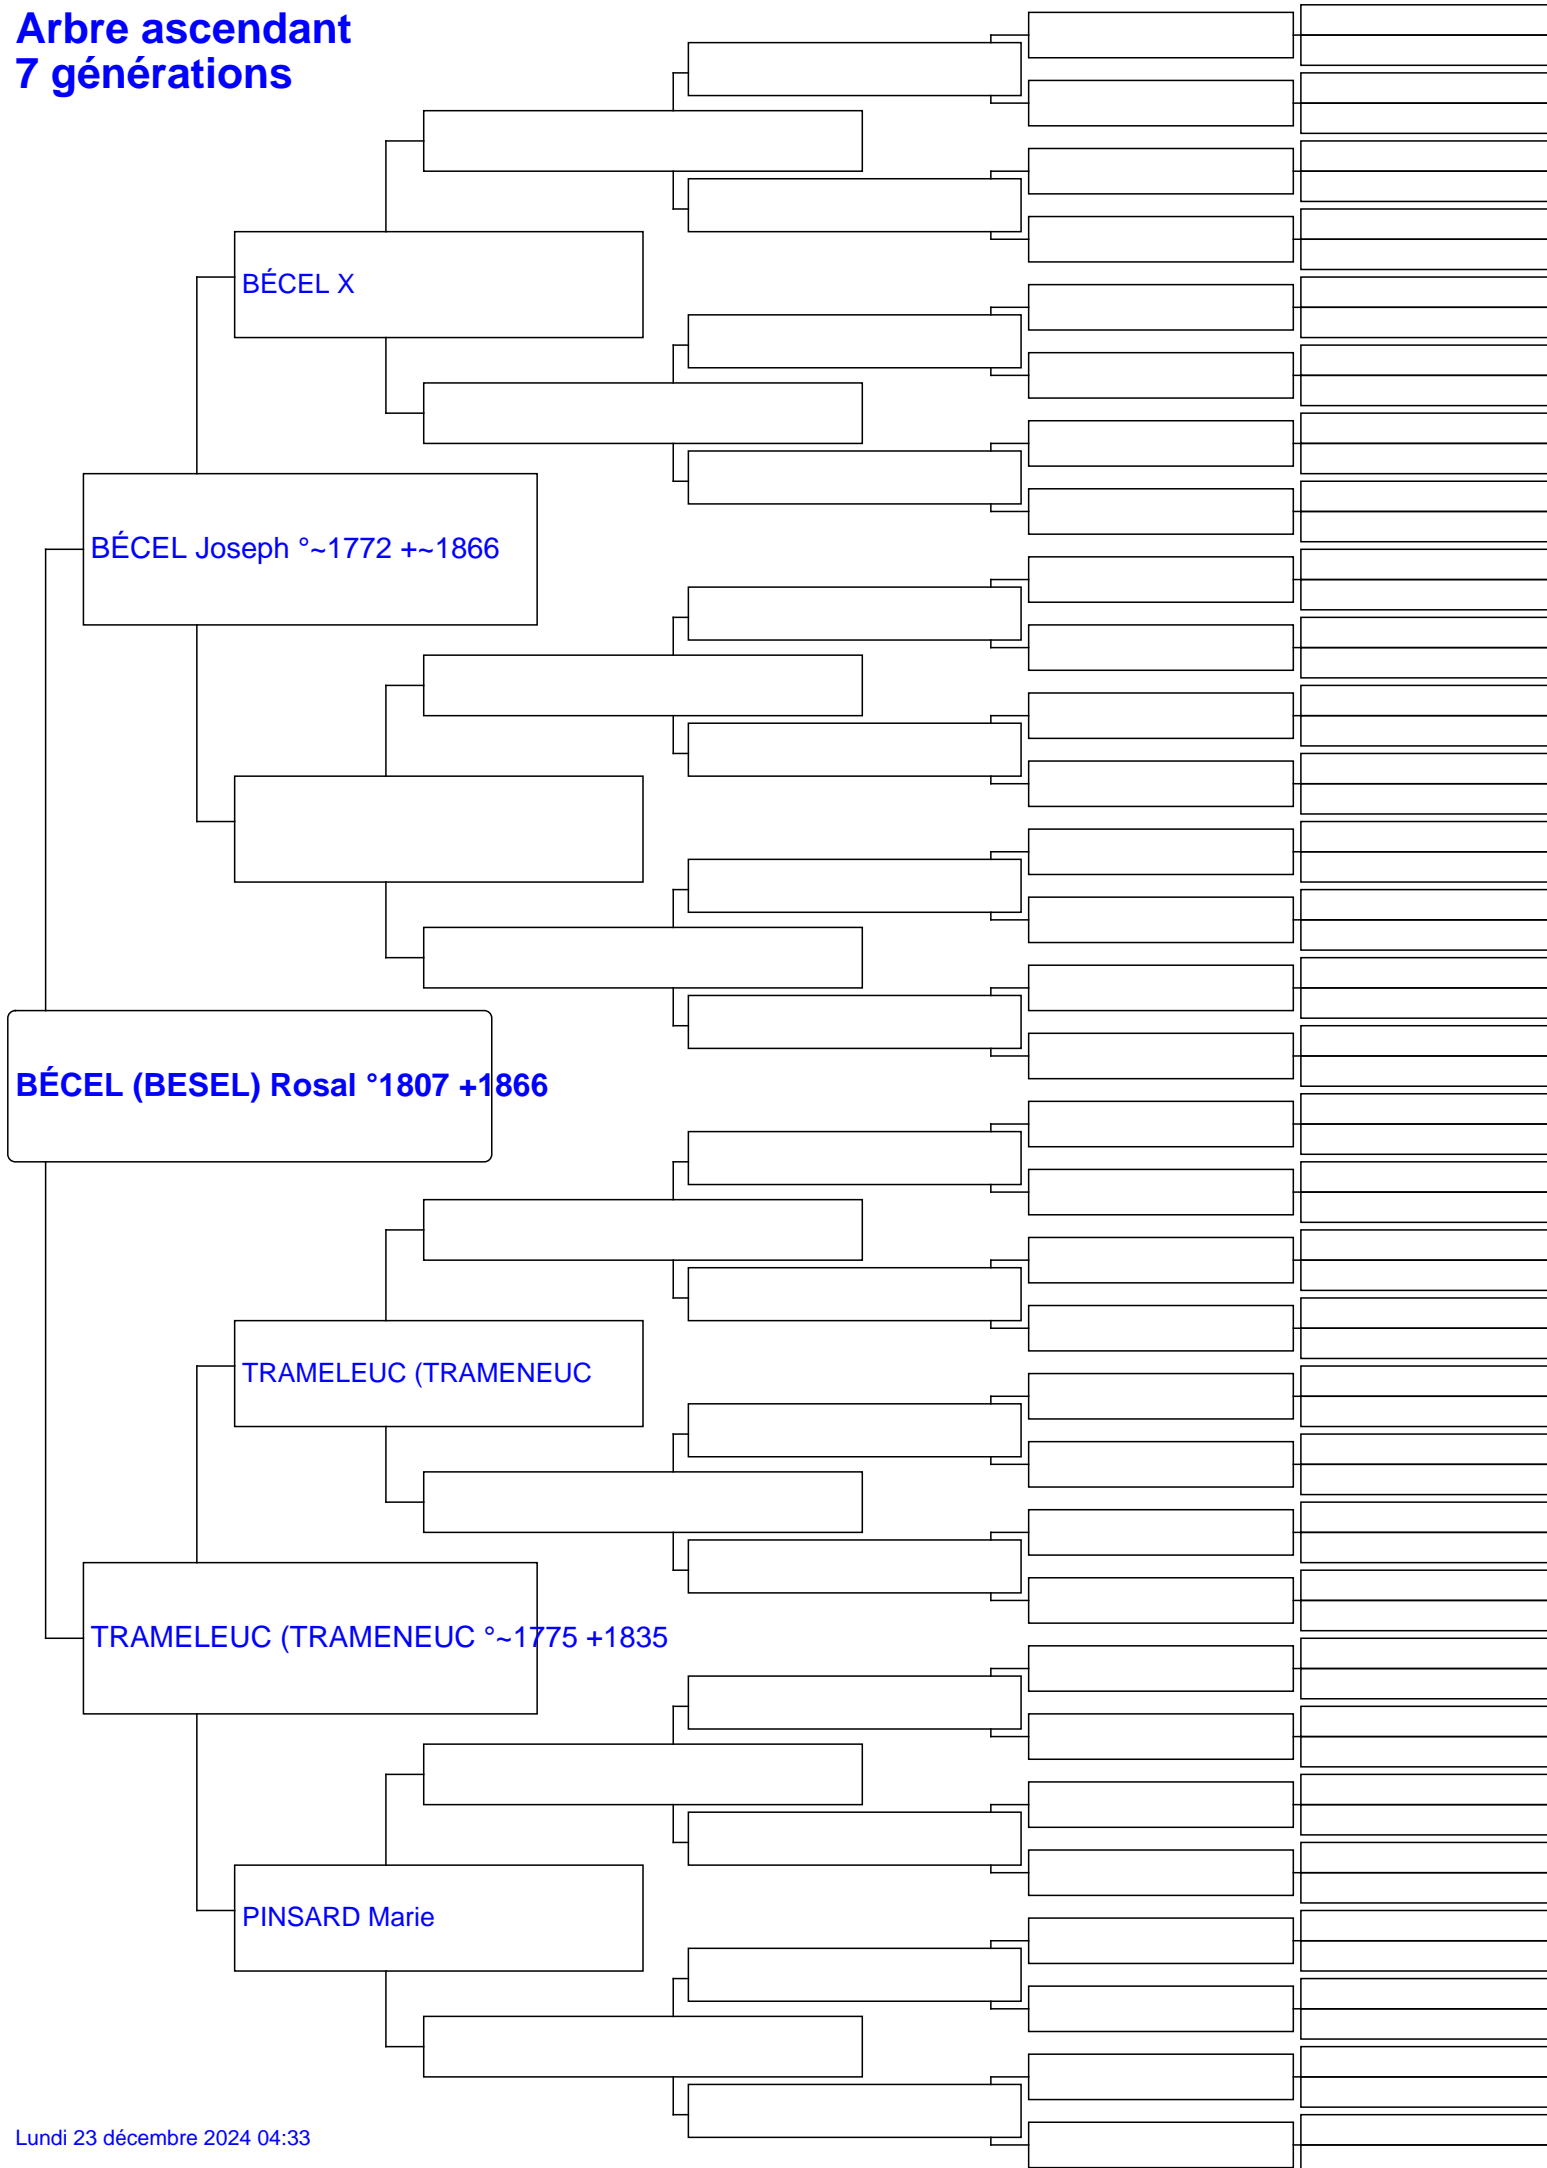 Arbre ascendant
7 générations
BÉCEL X
BÉCEL Joseph °~1772 +~1866
BÉCEL (BESEL) Rosal °1807 +1866
TRAMELEUC (TRAMENEUC
TRAMELEUC (TRAMENEUC °~1775 +1835
PINSARD Marie
Lundi 23 décembre 2024 04:33